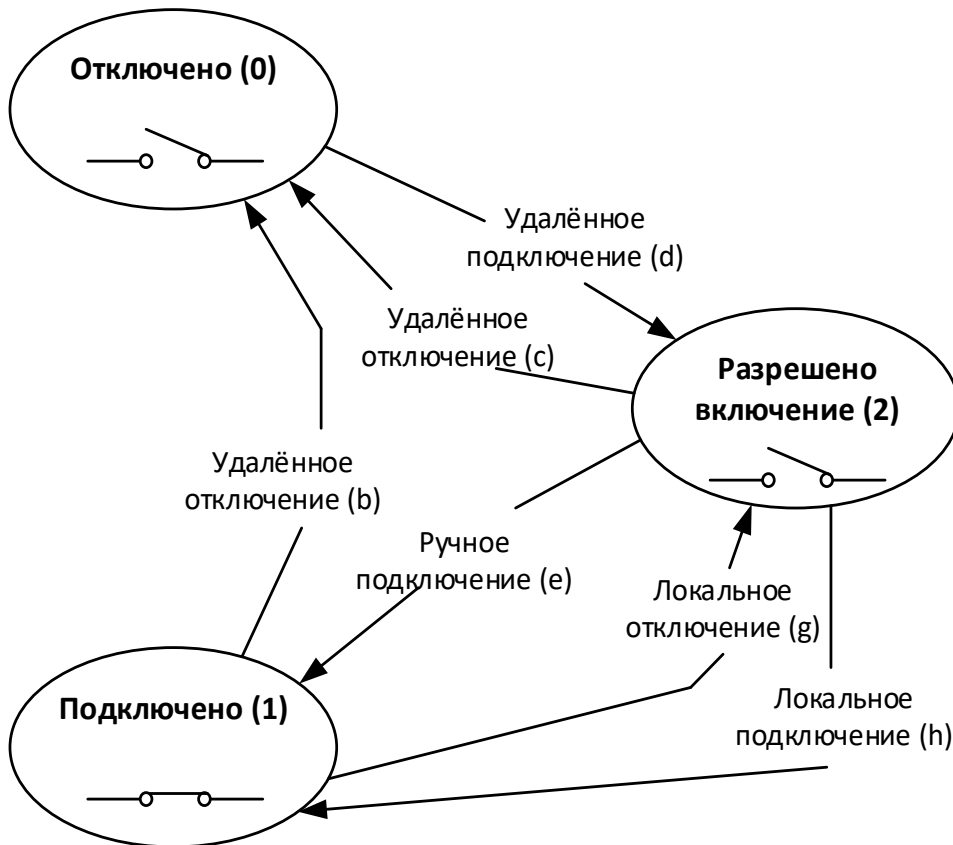 Отключено (0)
Удалённое
подключение (d)
Удалённое
отключение (c)
Разрешено
включение (2)
Удалённое
отключение (b)
Ручное
подключение (e)
Локальное
отключение (g)
Подключено (1)
Локальное
подключение (h)